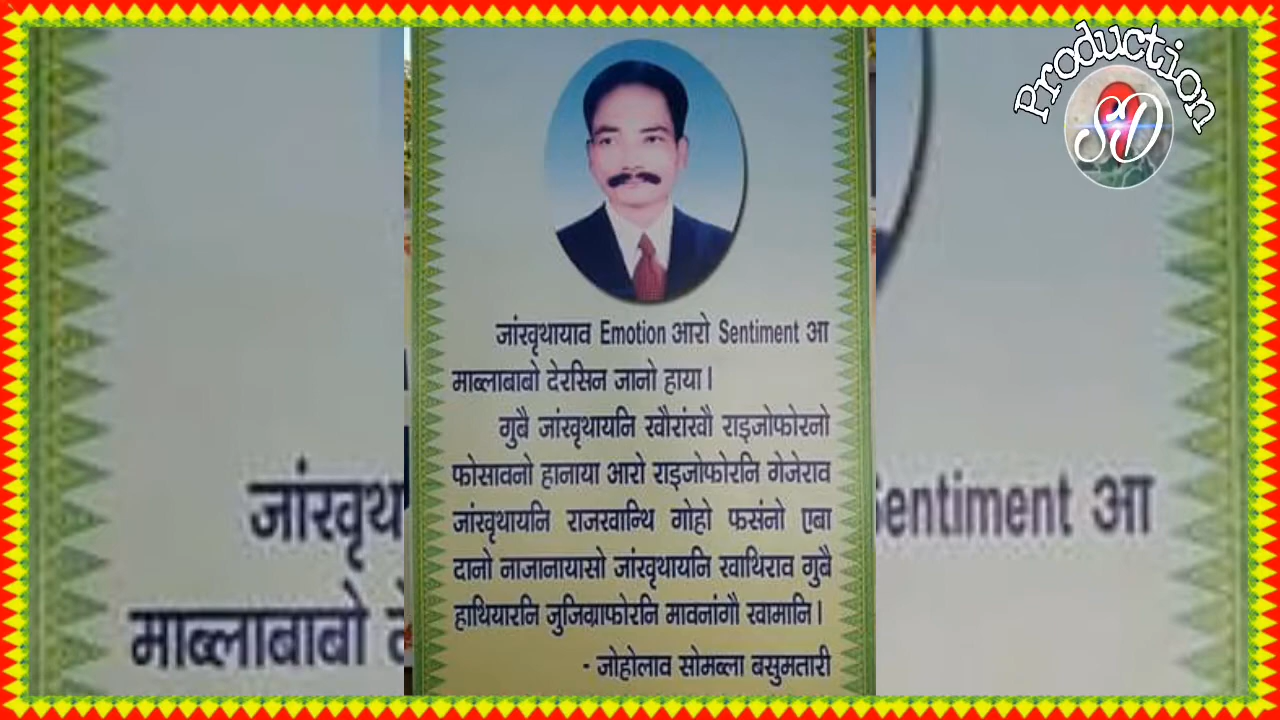 Production
SD
जांख्रिथायाव Emotion आरो Sentiment आ
माब्लाबाबो देरसिन जानो हाया।
गुबै जांख्रिथायनि खौरांखौ राइजोफोरनो
फोसावनो हानाया आरो राइजोफोरनि गेजेराव
जांख्रिथायनि राजखान्थि गोहो फसंनो एबा
दानो नाजानायासो जांख्रिथायनि खाथिराव गुबै
हाथियारनि जुजिग्राफोरनि मावनांगौ खामानि।
- जोहोलाव सोमब्ला बसुमतारी
जांख्रिथ
Sentiment आ
माब्लाबाबो